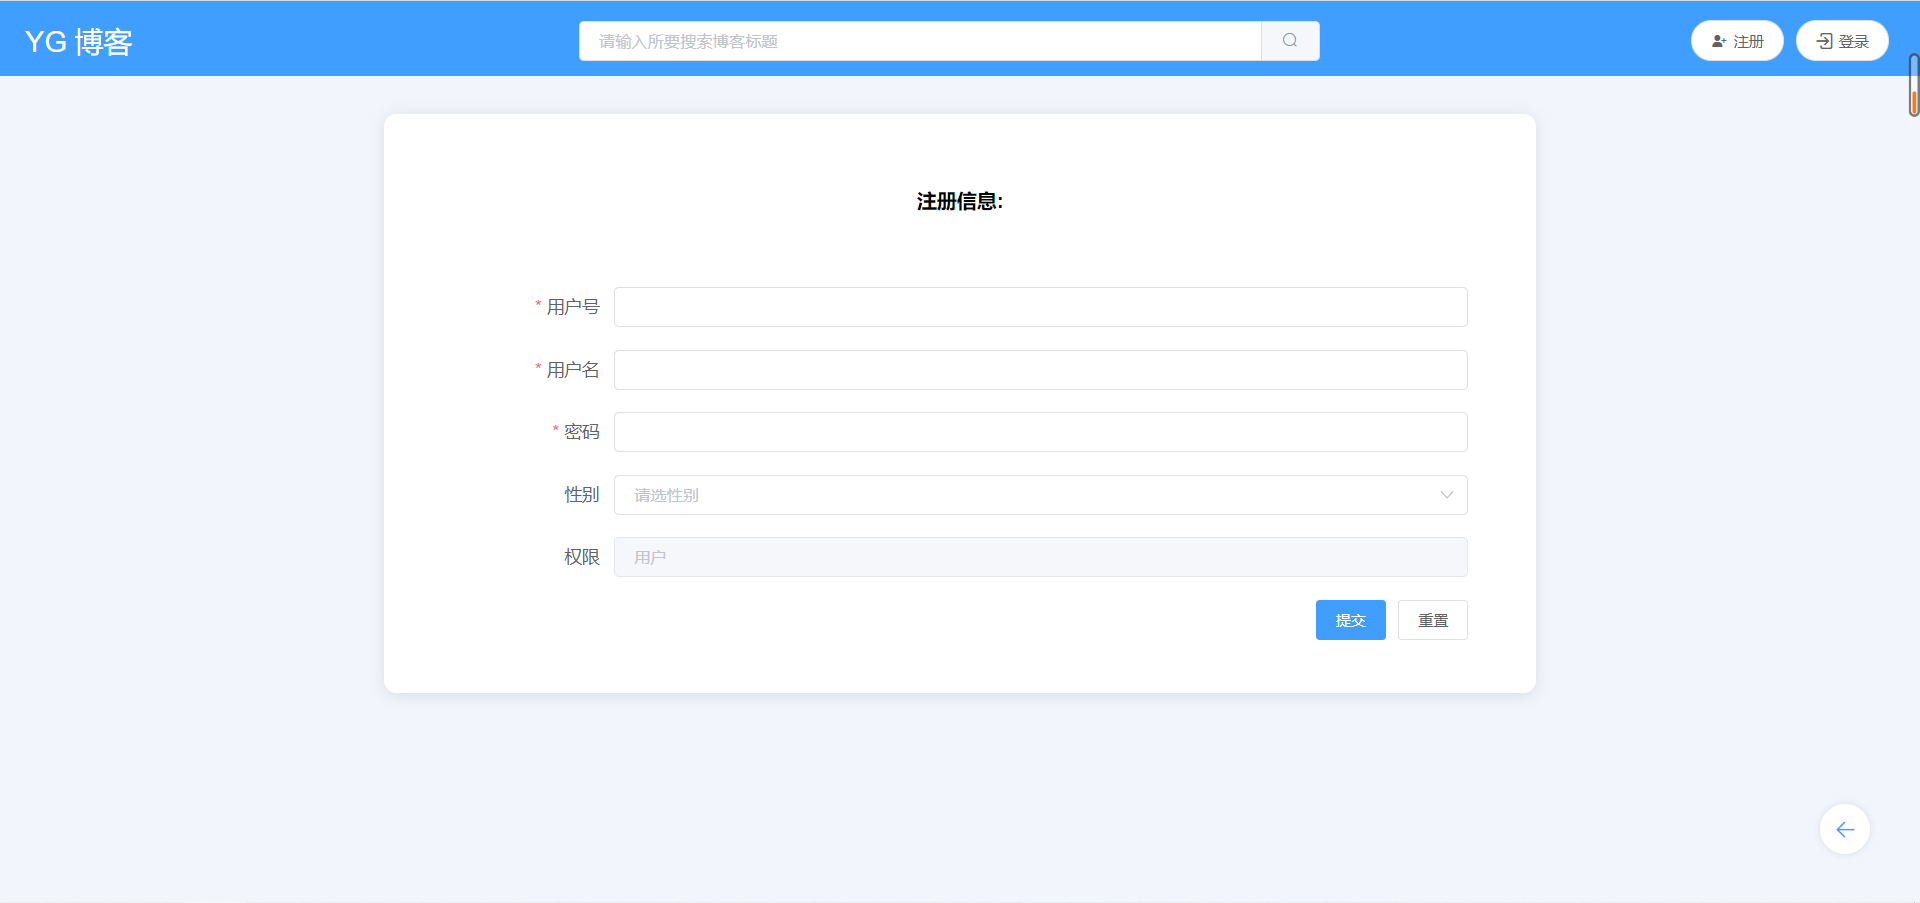 YG 博客
请输入所要搜索博客标题
注册
登录
注册信息:
* 用户号
* 用户名
* 密码
性别
请选性别
权限
用户
提交
重置